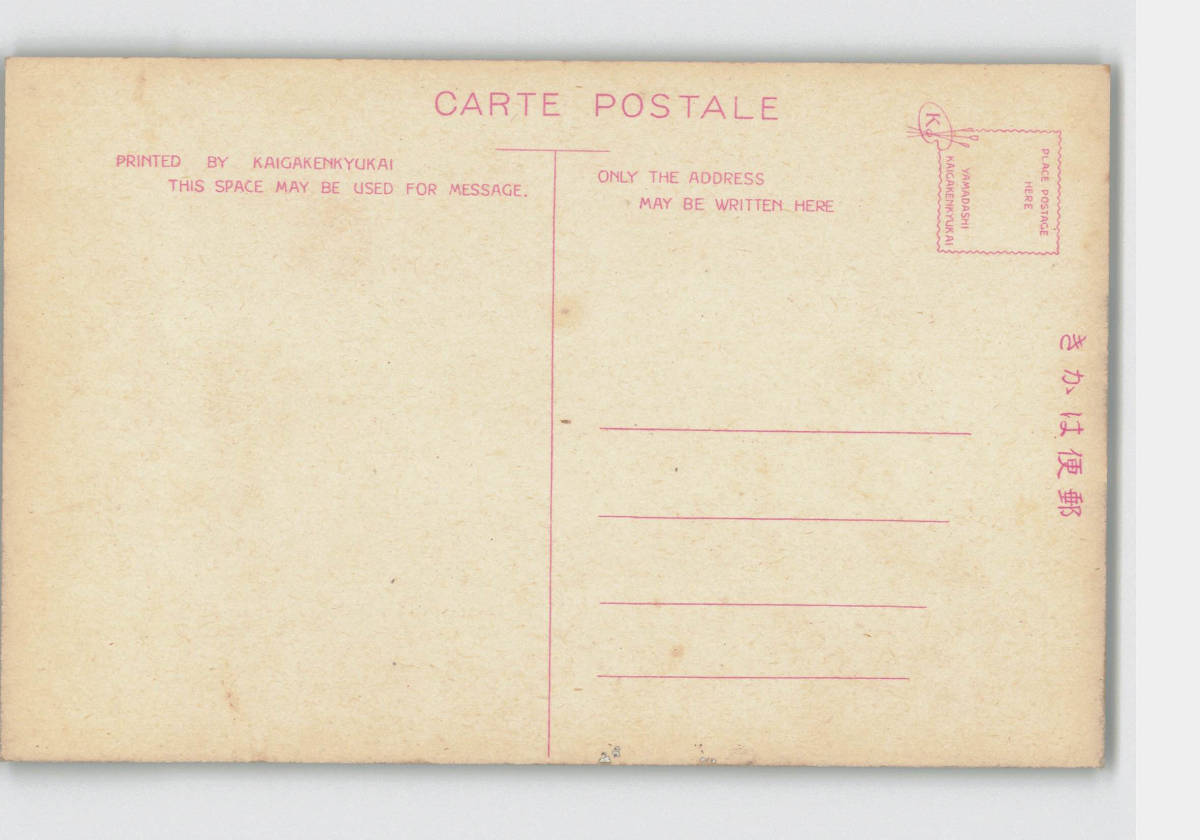 CARTE POSTALE
PRINTED BY KAIGAKENKYUKAI
THIS SPACE MAY BE USED FOR MESSAGE.
ONLY THE ADDRESS
MAY BE WRITTEN HERE
K
PLACE POSTAGE
HERE
YAMADASHI
KAIGAKENKYUKAI
きかは便郵